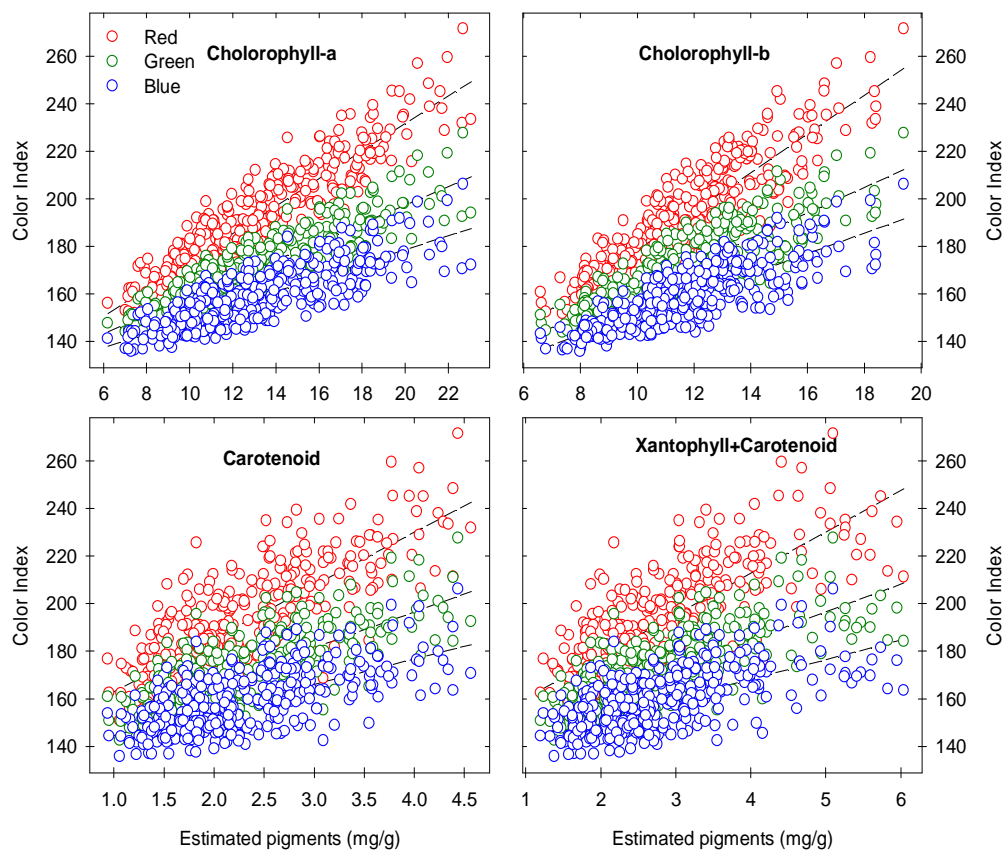 Red
Green
Blue
Cholorophyll-a
Cholorophyll-b
260
240
220
200
180
160
140
Color Index
260
240
220
200
180
160
140
Color Index
6 8 10 12 14 16 18 20 22
6 8 10 12 14 16 18 20
Carotenoid
Xantophyll+Carotenoid
260
240
220
200
180
160
140
Color Index
260
240
220
200
180
160
140
Color Index
1.0 1.5 2.0 2.5 3.0 3.5 4.0 4.5
1 2 3 4 5 6
Estimated pigments (mg/g)
Estimated pigments (mg/g)